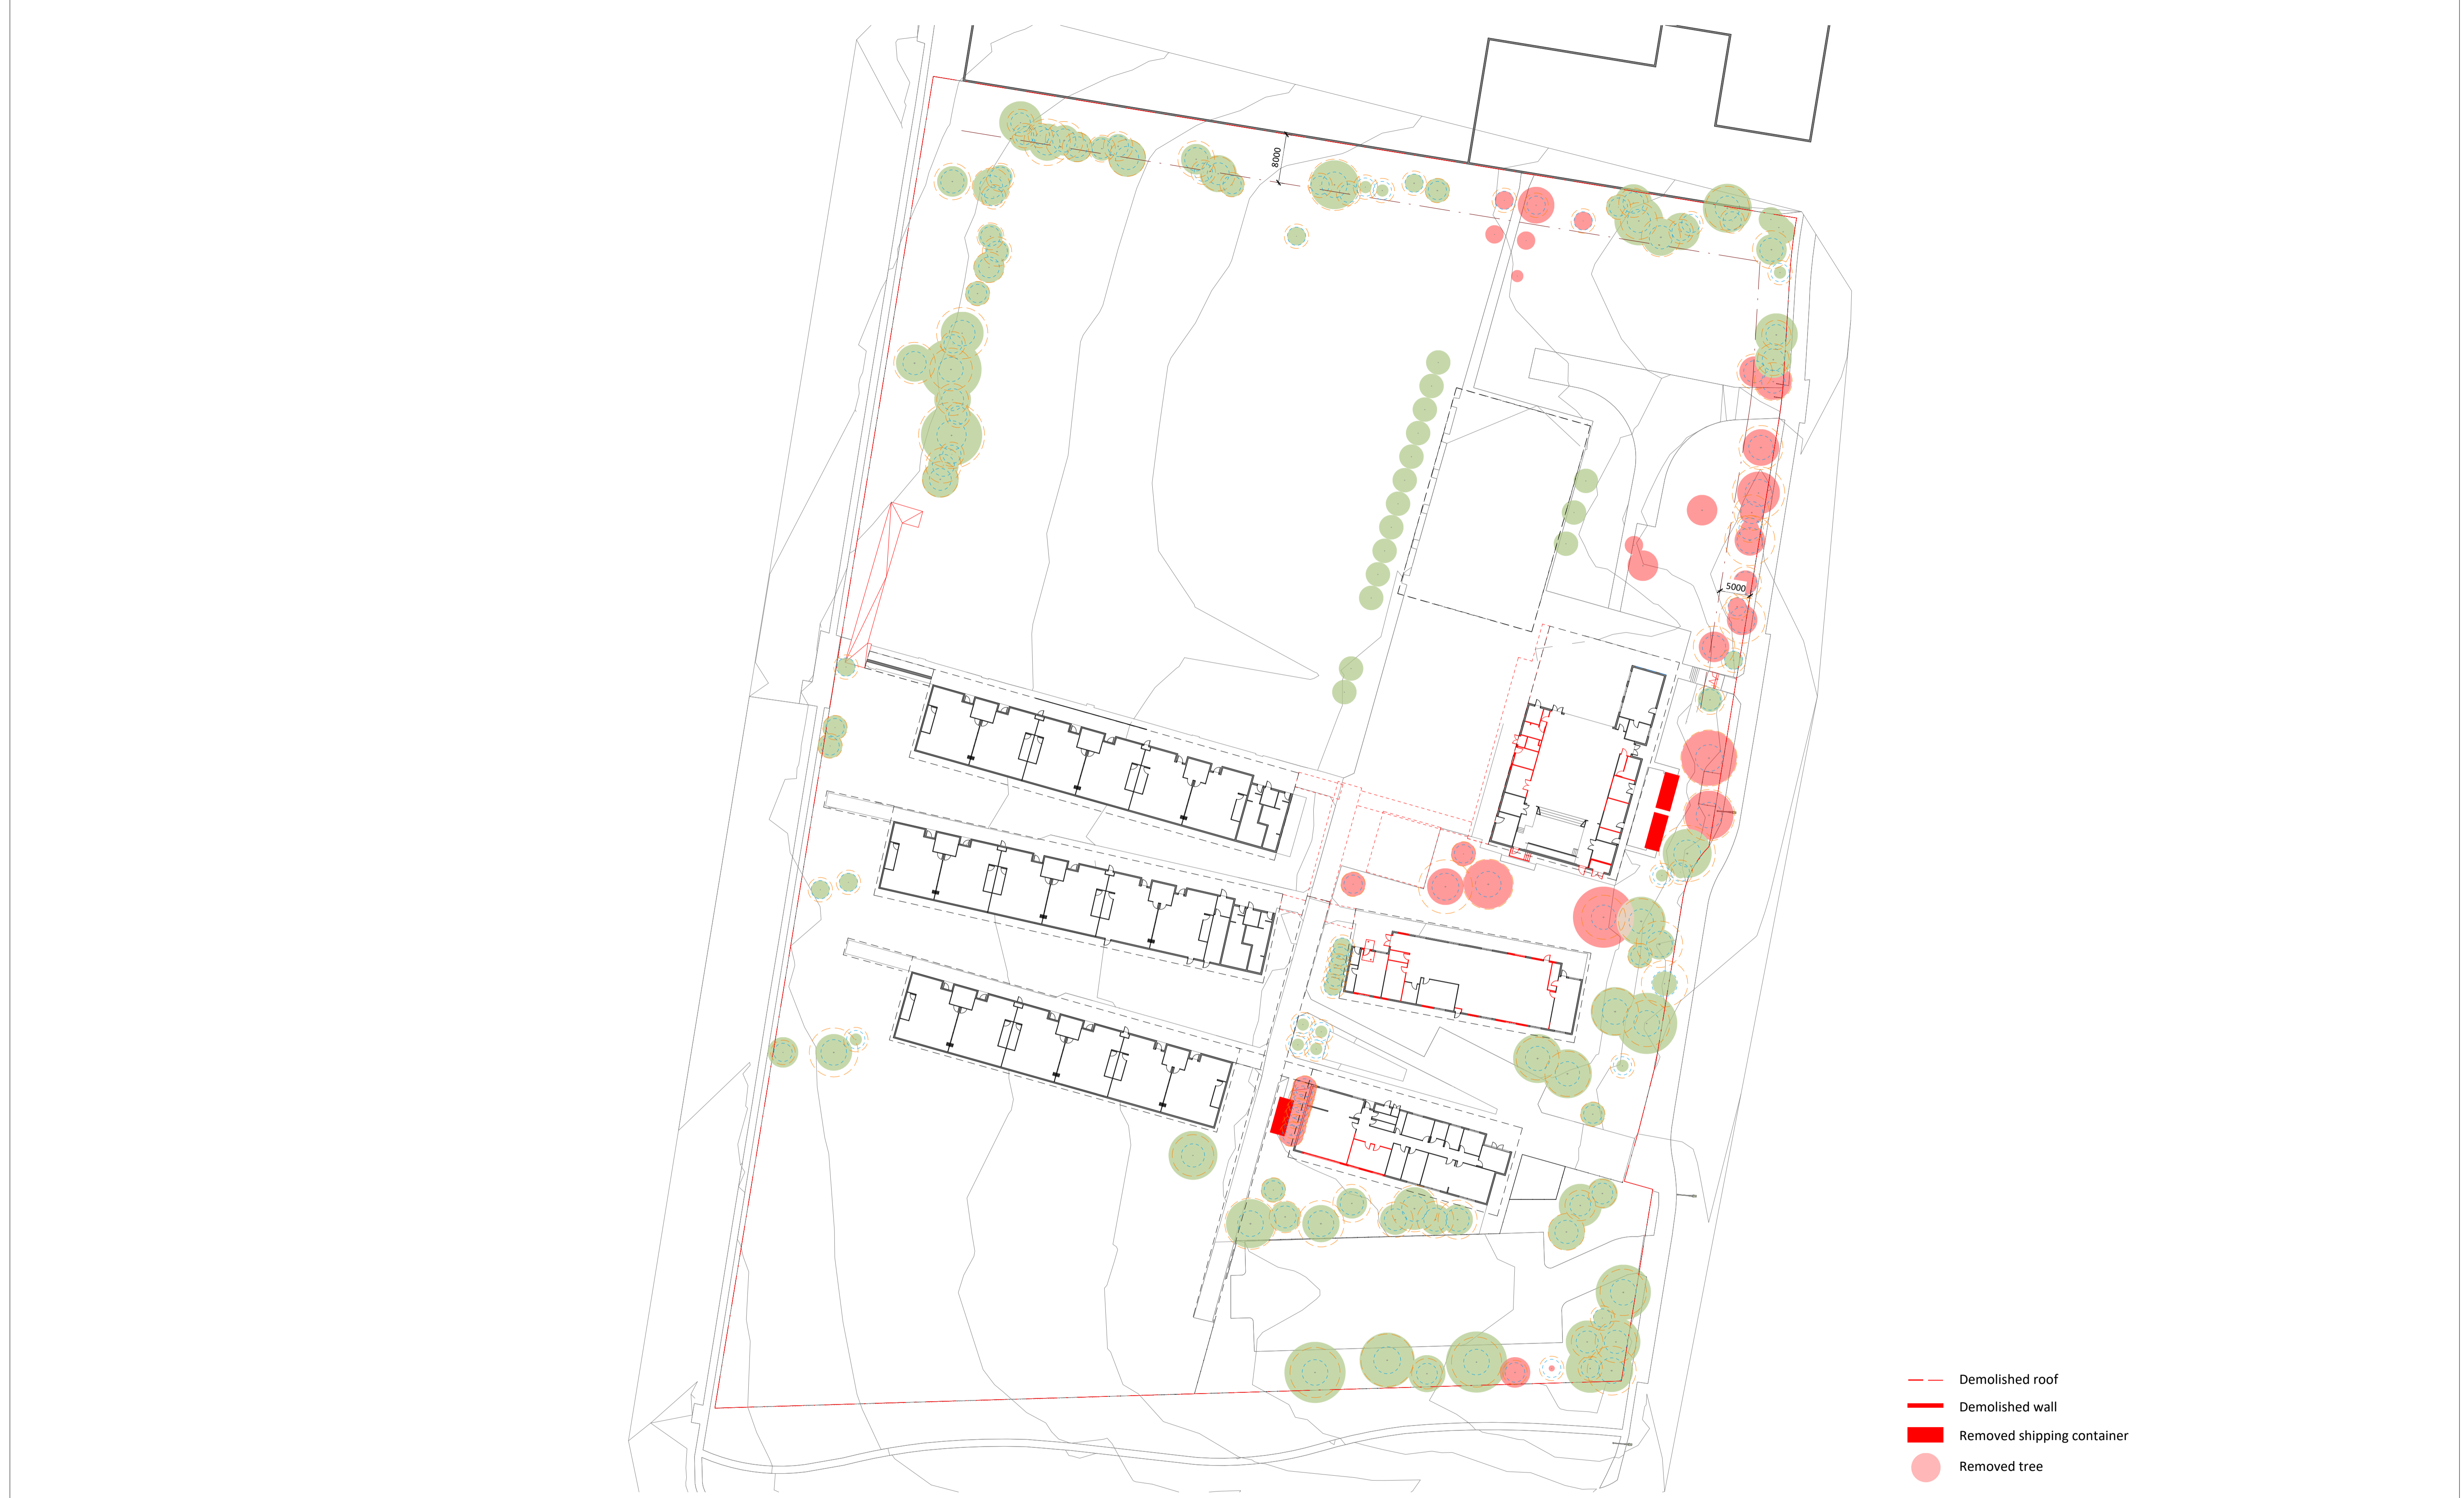 8000
5000
Demolished roof
Demolished wall
Removed shipping container
Removed tree